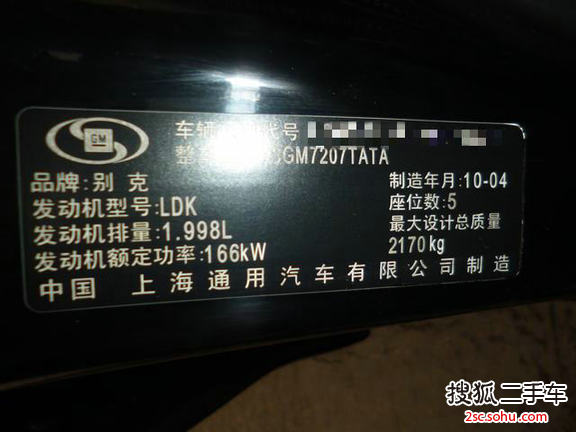 GM
车辆 代号
整 GM7207TATA
品牌:别克 制造年月:10-04
发动机型号:LDK 座位数:5
发动机排量:1.998L 最大设计总质量
发动机额定功率:166kW 2170kg
中国 上海通用汽车有限公司制造
搜狐二手车
2sc.sohu.com